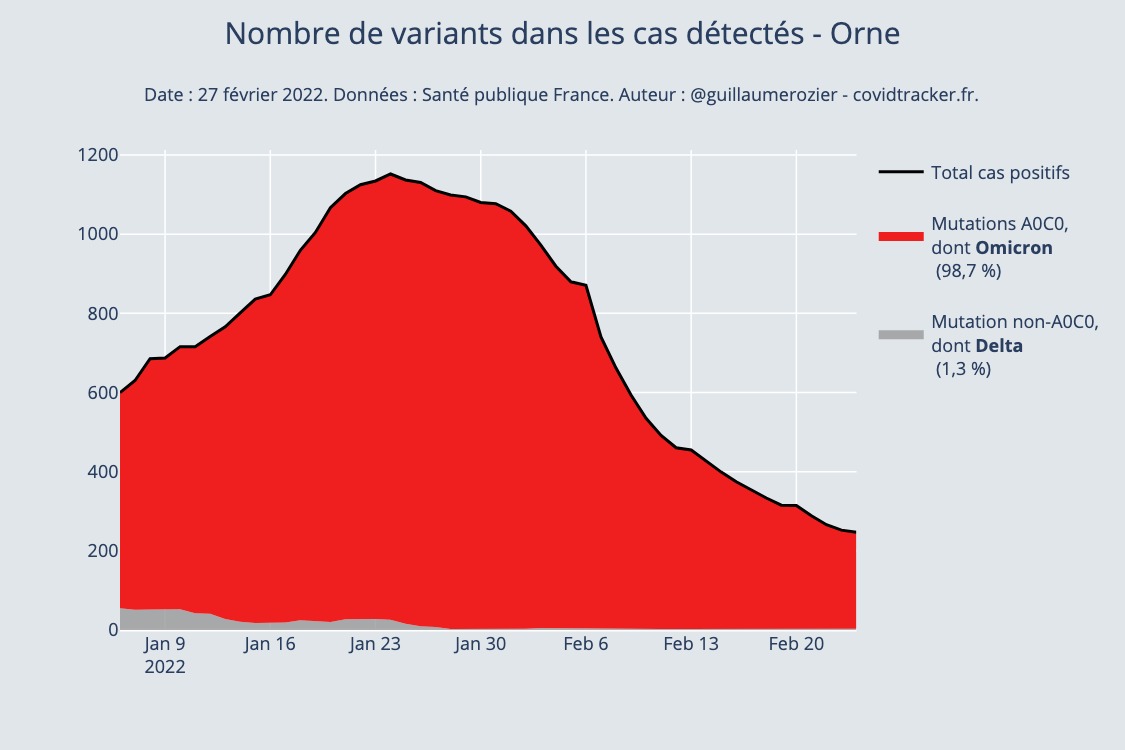 Nombre de variants dans les cas détectés - Orne
Date : 27 février 2022. Données : Santé publique France. Auteur : @guillaumerozier - covidtracker.fr.
1200
1000
800
600
400
200
0
Jan 9
2022
Jan 16
Jan 23
Jan 30
Feb 6
Feb 13
Feb 20
Total cas positifs
Mutations A0C0,
dont Omicron
(98,7 %)
Mutation non-A0C0,
dont Delta
(1,3 %)